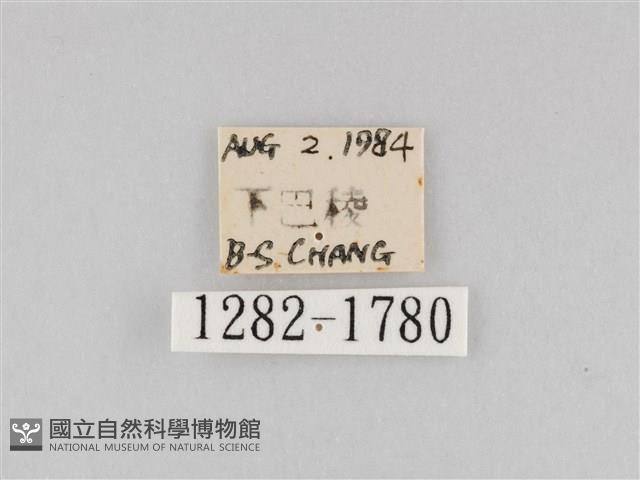 AUG 2. 1984
下巴稜
B-S CHANG
1282-1780
國立自然科學博物館
NATIONAL MUSEUM OF NATURAL SCIENCE